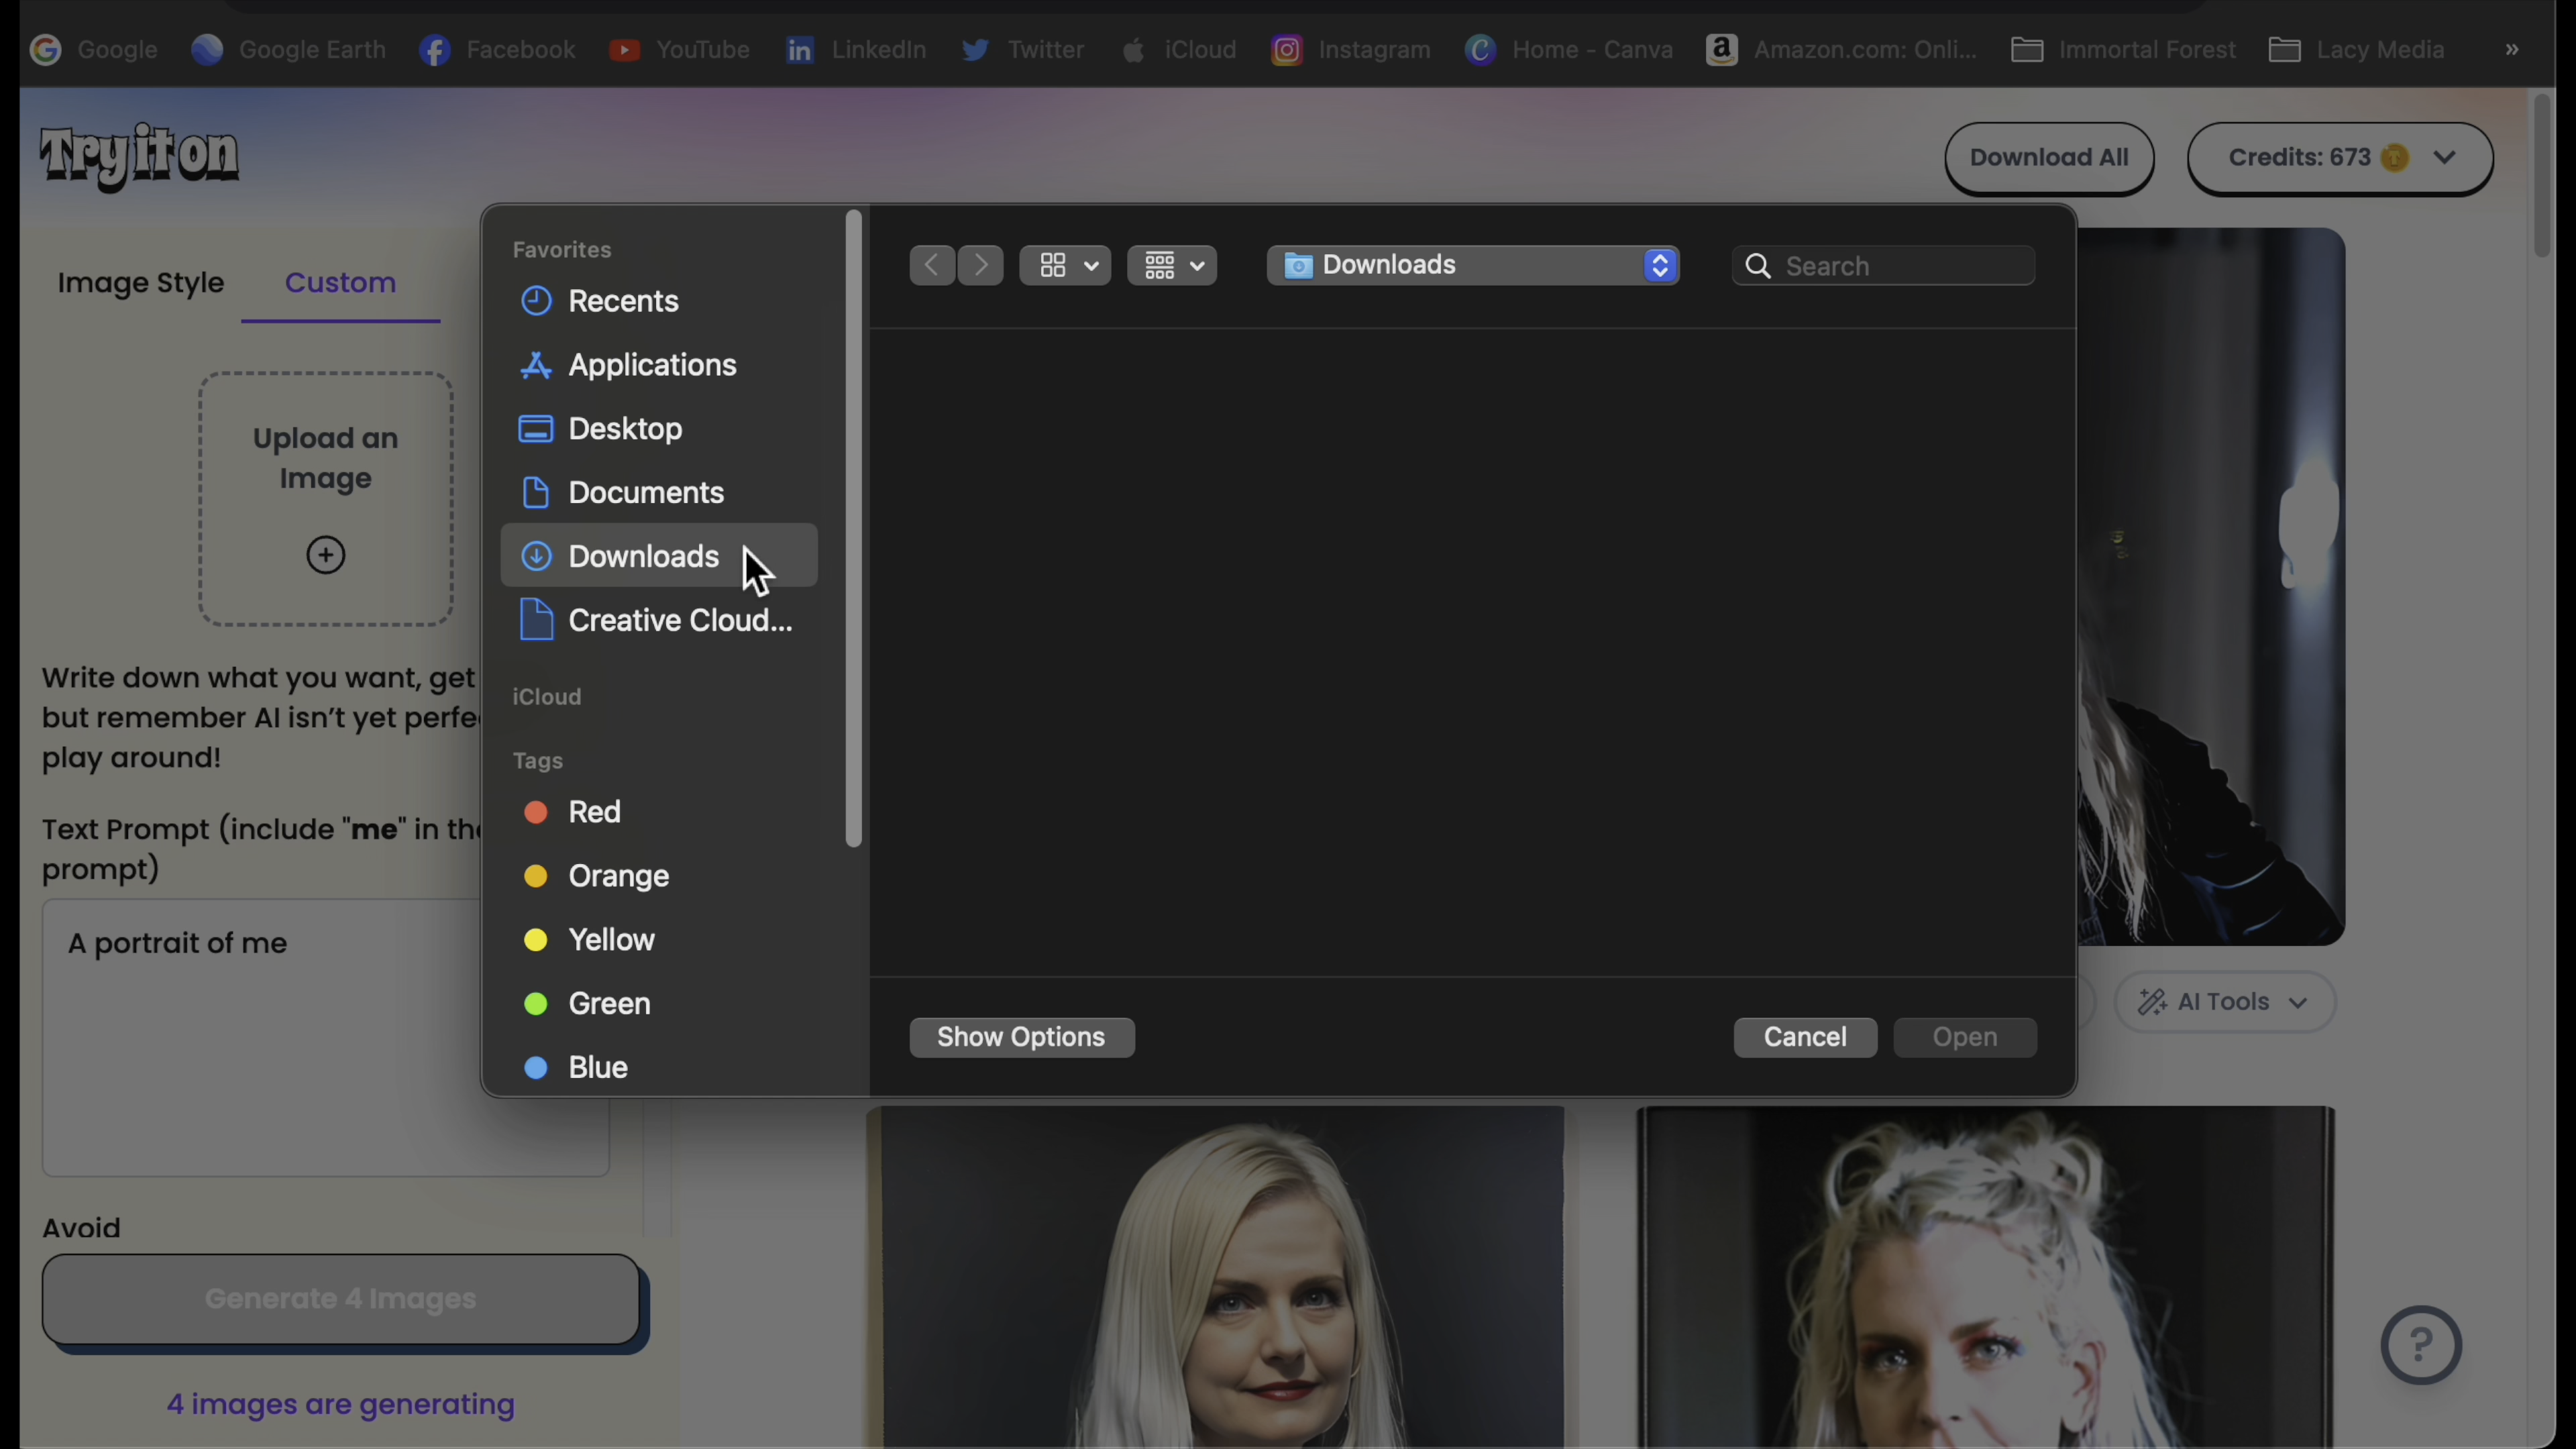 Google
Google Earth
Facebook
YouTube
LinkedIn
Twitter
iCloud
Instagram
Home - Canva
Amazon.com: Onli...
Immortal Forest
Lacy Media
»
Tryiton
Download All
Credits: 673
Image Style
Custom
Upload an
Image
Write down what you want, get
but remember AI isn't yet perfe
play around!
Text Prompt (include "me" in the
prompt)
A portrait of me
Avoid
Generate 4 Images
4 images are generating
Favorites
Recents
Applications
Desktop
Documents
Downloads
Creative Cloud...
iCloud
Tags
Red
Orange
Yellow
Green
Blue
Downloads
Search
Show Options
Cancel
Open
AI Tools
?